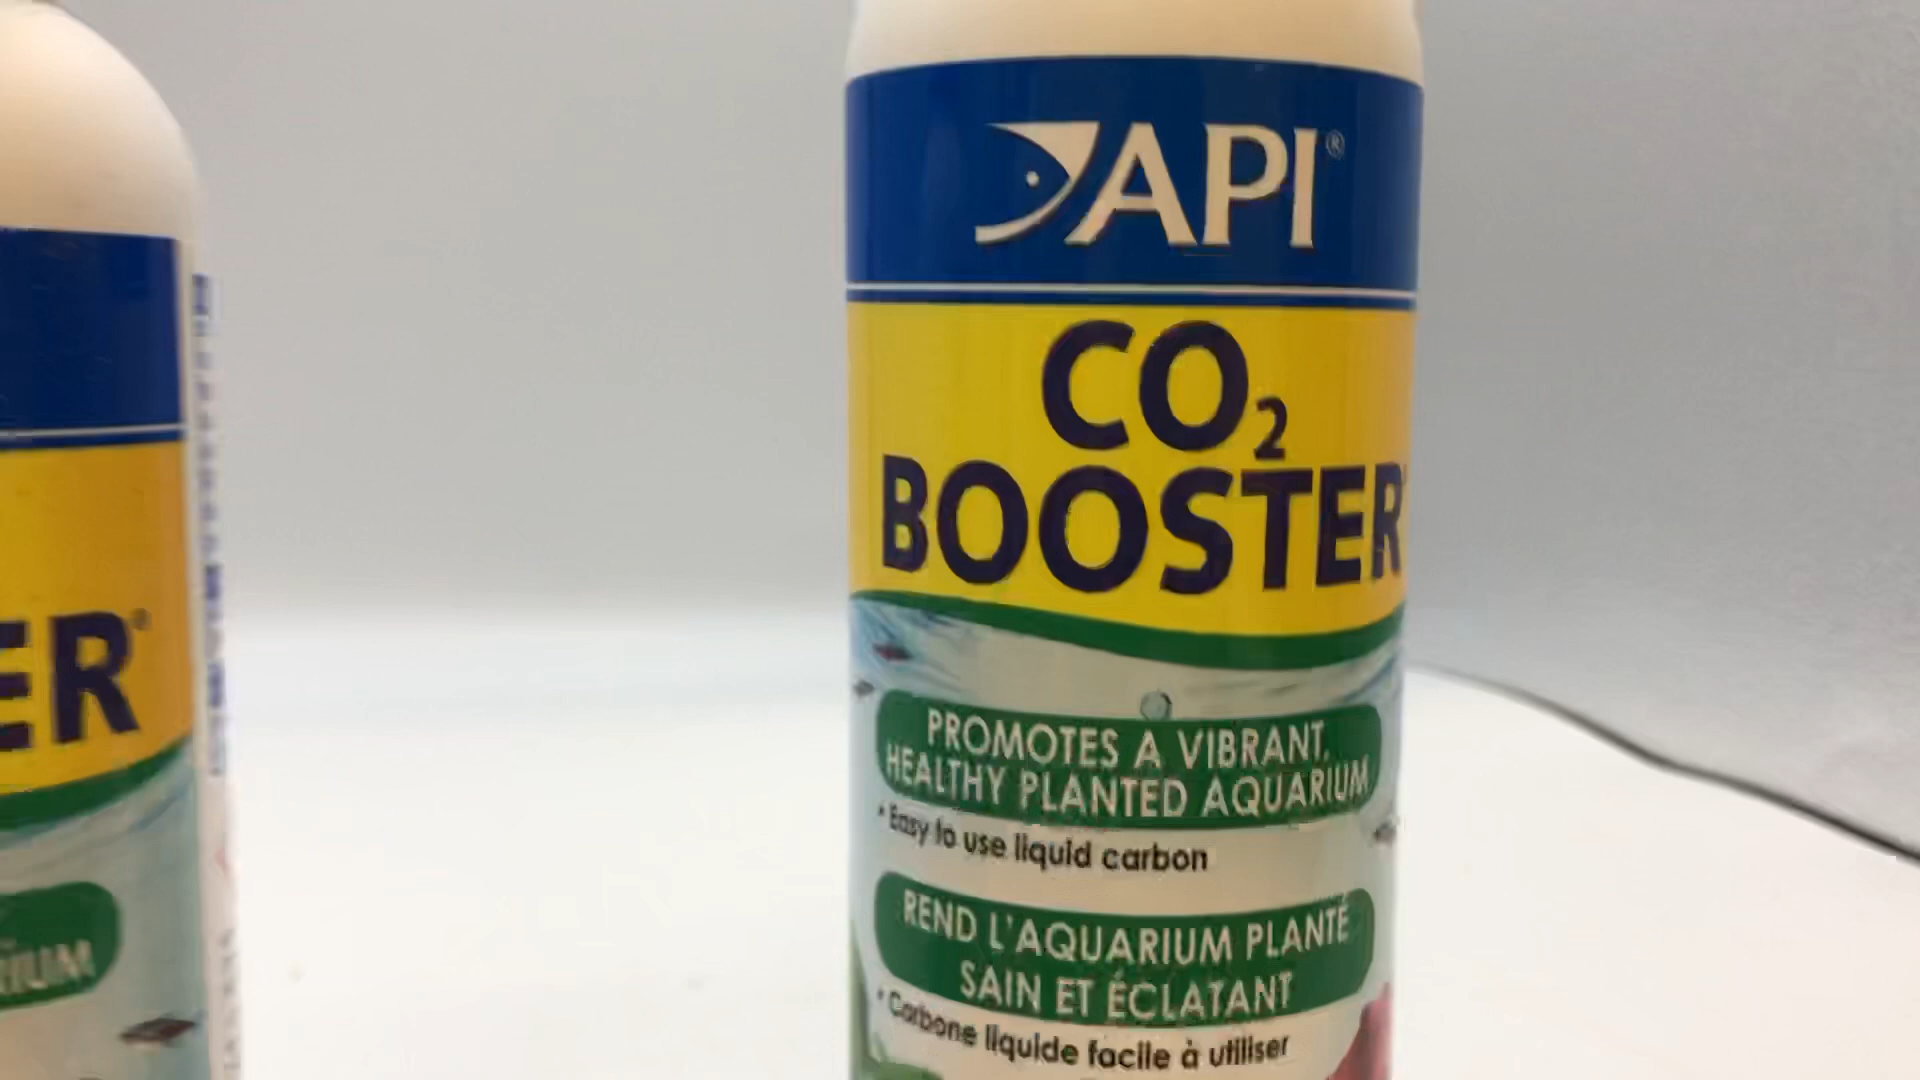 API®
CO2
BOOSTER
PROMOTES A VIBRANT,
HEALTHY PLANTED AQUARIUM
• Easy to use liquid carbon
REND L'AQUARIUM PLANTÉ
SAIN ET ÉCLATANT
• Carbone liquide facile à utiliser
ER®
RIUM